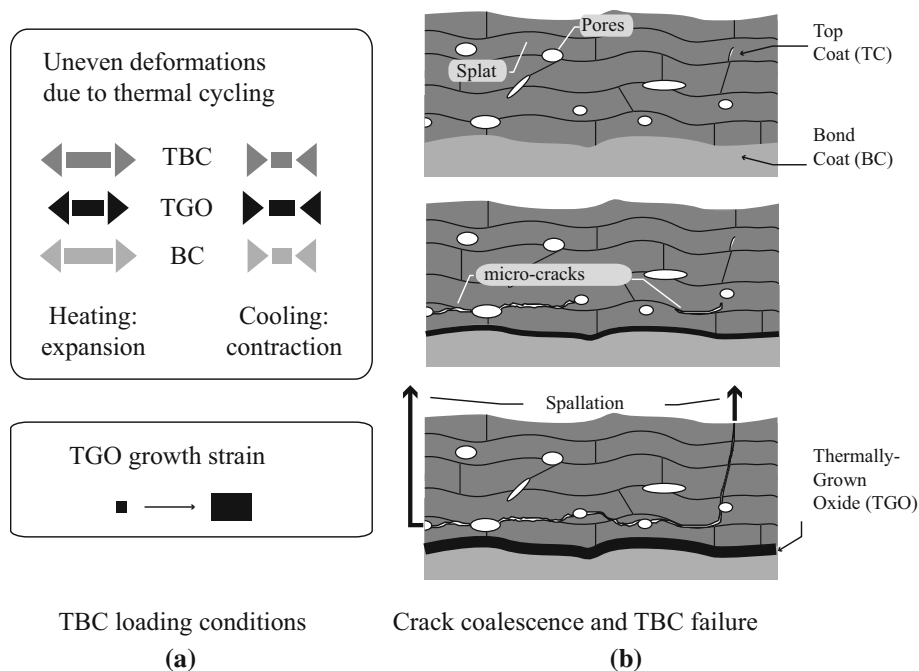 Uneven deformations
due to thermal cycling
TBC
TGO
BC
Heating:
expansion
Cooling:
contraction
TGO growth strain
TBC loading conditions
(a)
Pores
Splat
Top
Coat (TC)
Bond
Coat (BC)
micro-cracks
Spallation
Thermally-
Grown
Oxide (TGO)
Crack coalescence and TBC failure
(b)